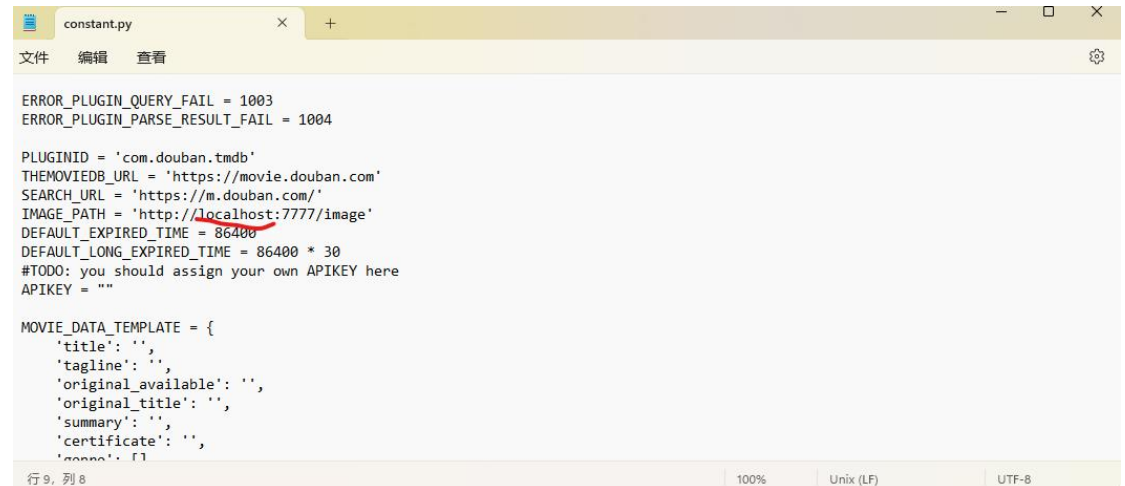 constant.py
文件 编辑 查看
ERROR_PLUGIN_QUERY_FAIL = 1003
ERROR_PLUGIN_PARSE_RESULT_FAIL = 1004
PLUGINID = 'com.douban.tmdb'
THEMOVIEDB_URL = 'https://movie.douban.com'
SEARCH_URL = 'https://m.douban.com/'
IMAGE_PATH = 'http://localhost:7777/image'
DEFAULT_EXPIRED_TIME = 86400
DEFAULT_LONG_EXPIRED_TIME = 86400 * 30
#TODO: you should assign your own APIKEY here
APIKEY = ""
MOVIE_DATA_TEMPLATE = {
    'title': '',
    'tagline': '',
    'original_available': '',
    'original_title': '',
    'summary': '',
    'certificate': '',
    'genre': []
行 9, 列 8 100% Unix (LF) UTF-8